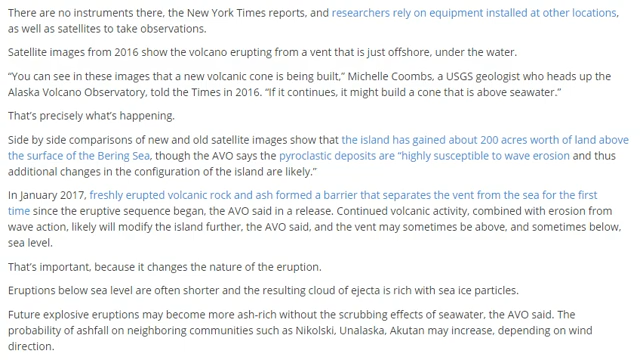 There are no instruments there, the New York Times reports, and researchers rely on equipment installed at other locations,
as well as satellites to take observations.
Satellite images from 2016 show the volcano erupting from a vent that is just offshore, under the water.
“You can see in these images that a new volcanic cone is being built,” Michelle Coombs, a USGS geologist who heads up the
Alaska Volcano Observatory, told the Times in 2016. “If it continues, it might build a cone that is above seawater.”
That’s precisely what’s happening.
Side by side comparisons of new and old satellite images show that the island has gained about 200 acres worth of land above
the surface of the Bering Sea, though the AVO says the pyroclastic deposits are “highly susceptible to wave erosion and thus
additional changes in the configuration of the island are likely.”
In January 2017, freshly erupted volcanic rock and ash formed a barrier that separates the vent from the sea for the first
time since the eruptive sequence began, the AVO said in a release. Continued volcanic activity, combined with erosion from
wave action, likely will modify the island further, the AVO said, and the vent may sometimes be above, and sometimes below,
sea level.
That’s important, because it changes the nature of the eruption.
Eruptions below sea level are often shorter and the resulting cloud of ejecta is rich with sea ice particles.
Future explosive eruptions may become more ash-rich without the scrubbing effects of seawater, the AVO said. The
probability of ashfall on neighboring communities such as Nikolski, Unalaska, Akutan may increase, depending on wind
direction.